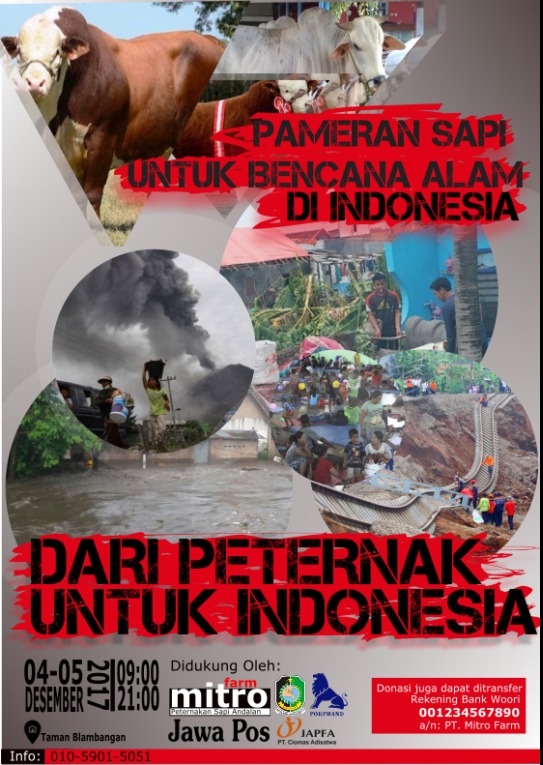 PAMERAN SAPI
UNTUK BENCANA ALAM
DI INDONESIA
DARI PETERNAK
UNTUK INDONESIA
04-05
DESEMBER
2017
09:00
21:00
Taman Blambangan
Didukung Oleh:
farm
mitro
Peternakan Sapi Andalan
POKPHAND
Jawa Pos
JAPFA
PT. Ciomas Adisatwa
Donasi juga dapat ditransfer
Rekening Bank Woori
001234567890
a/n: PT. Mitro Farm
Info: 010-5901-5051